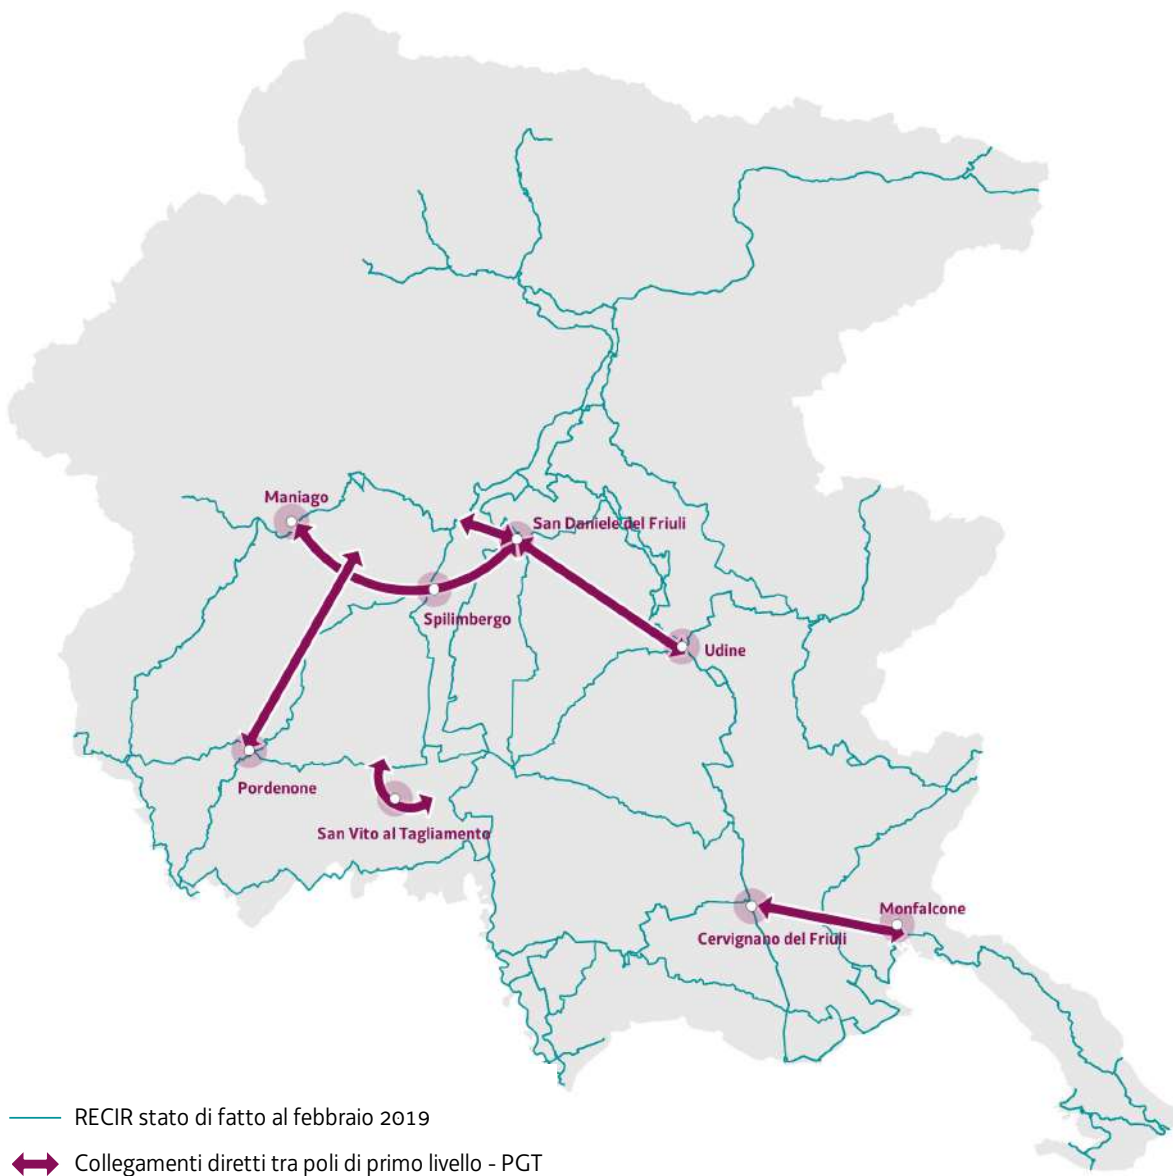 Maniago
San Daniele del Friuli
Spilimbergo
Udine
Pordenone
San Vito al Tagliamento
Monfalcone
Cervignano del Friuli
RECIR stato di fatto al febbraio 2019
Collegamenti diretti tra poli di primo livello - PGT